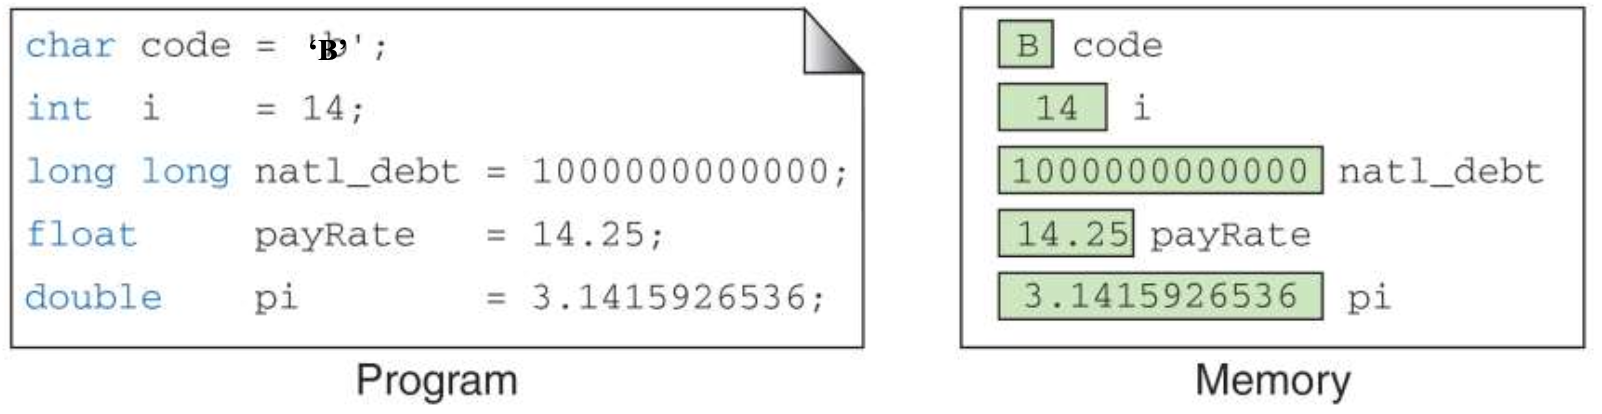 char code = ‘B’;
int i = 14;
long long natl_debt = 1000000000000;
float payRate = 14.25;
double pi = 3.1415926536;
Program
B code
14 i
1000000000000 natl_debt
14.25 payRate
3.1415926536 pi
Memory